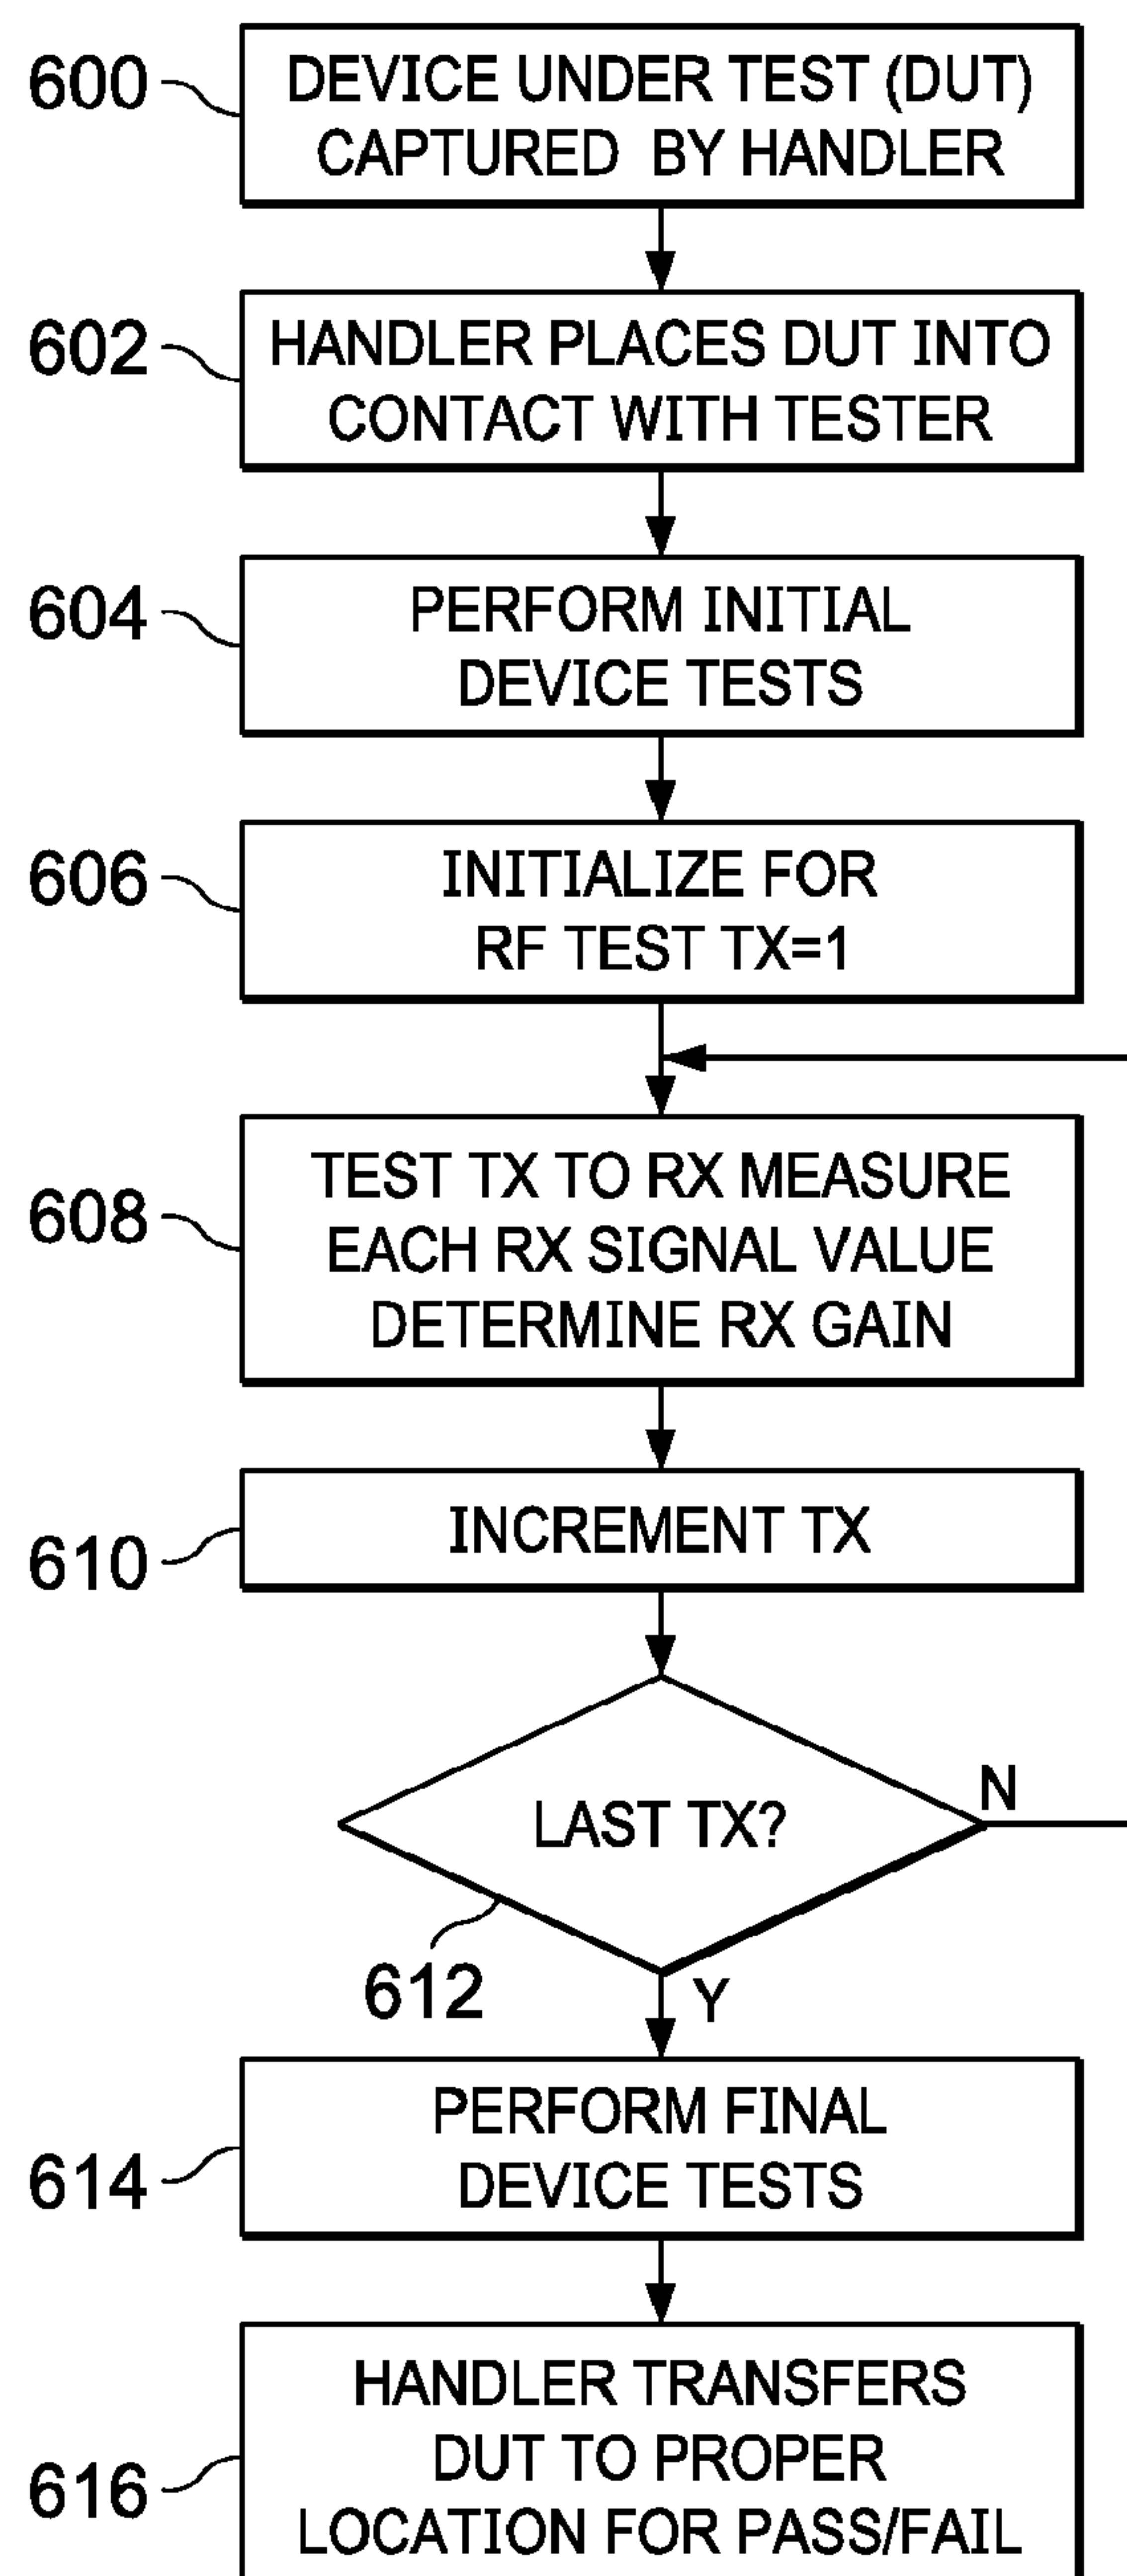 600
DEVICE UNDER TEST (DUT)
CAPTURED BY HANDLER
602
HANDLER PLACES DUT INTO
CONTACT WITH TESTER
604
PERFORM INITIAL
DEVICE TESTS
606
INITIALIZE FOR
RF TEST TX=1
608
TEST TX TO RX MEASURE
EACH RX SIGNAL VALUE
DETERMINE RX GAIN
610
INCREMENT TX
LAST TX?
N
612
Y
614
PERFORM FINAL
DEVICE TESTS
616
HANDLER TRANSFERS
DUT TO PROPER
LOCATION FOR PASS/FAIL